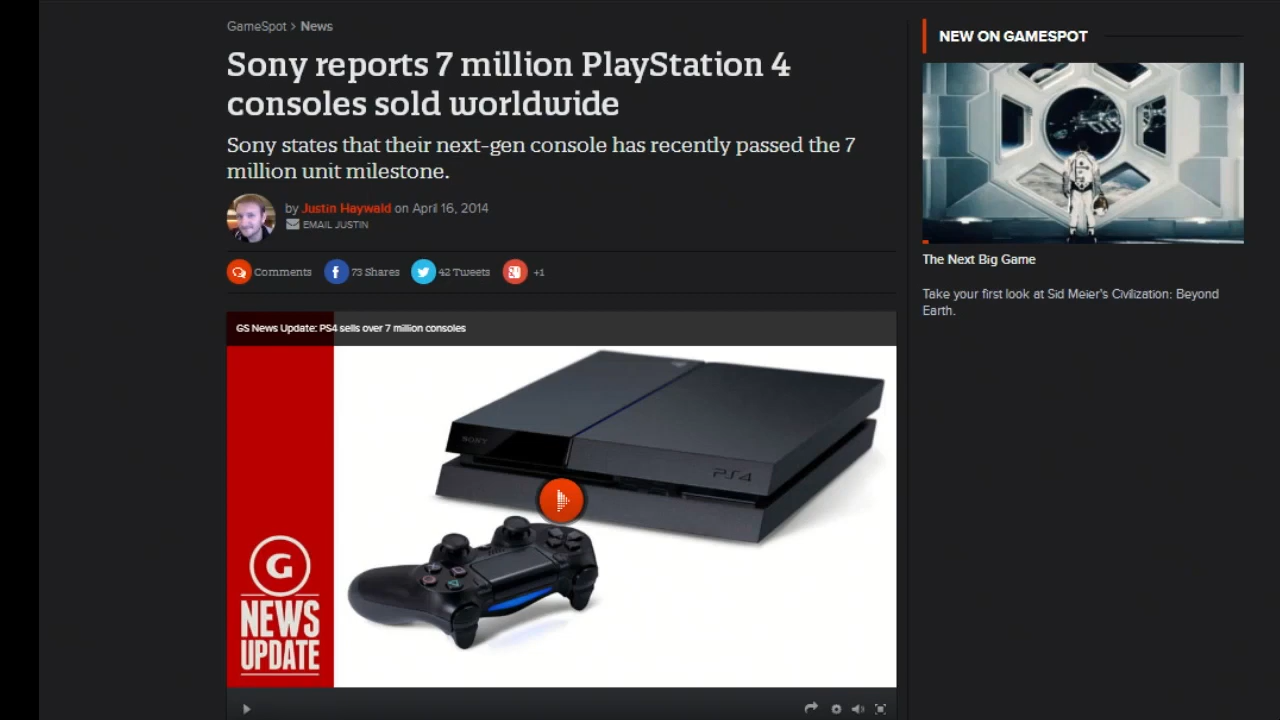 GameSpot > News
Sony reports 7 million PlayStation 4
consoles sold worldwide
Sony states that their next-gen console has recently passed the 7
million unit milestone.
by Justin Haywald on April 16, 2014
EMAIL JUSTIN
Comments 73 Shares 42 Tweets +1
GS News Update: PS4 sells over 7 million consoles
SONY
PS4
G
NEWS
UPDATE
NEW ON GAMESPOT
The Next Big Game
Take your first look at Sid Meier's Civilization: Beyond
Earth.